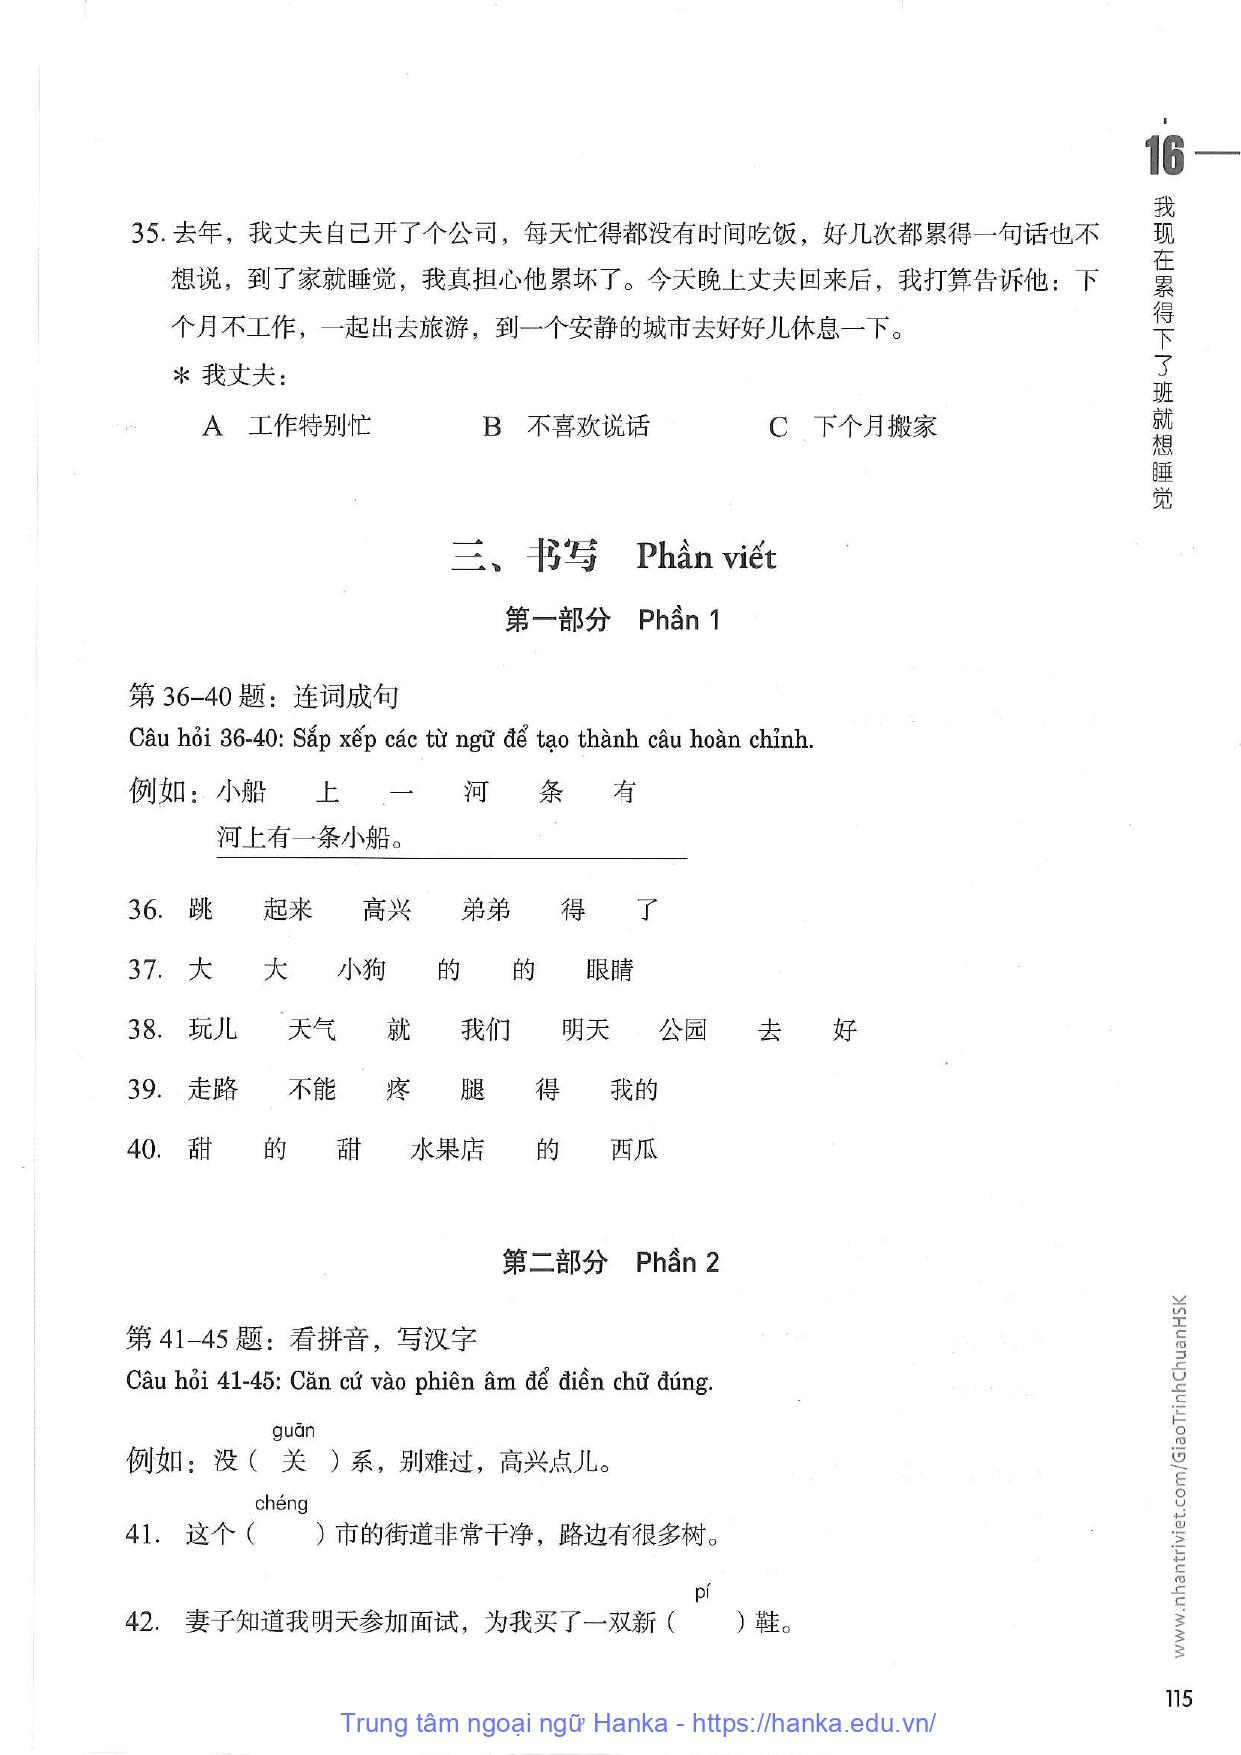 16
我现在累得下了班就想睡觉
35. 去年，我丈夫自己开了个公司，每天忙得都没有时间吃饭，好几次都累得一句话也不
想说，到了家就睡觉，我真担心他累坏了。今天晚上丈夫回来后，我打算告诉他：下
个月不工作，一起出去旅游，到一个安静的城市去好好儿休息一下。
＊ 我丈夫：
A 工作特别忙 B 不喜欢说话 C 下个月搬家
三、书写 Phần viết
第一部分 Phần 1
第 36–40 题：连词成句
Câu hỏi 36-40: Sắp xếp các từ ngữ để tạo thành câu hoàn chỉnh.
例如：小船 上 一 河 条 有
河上有一条小船。
36. 跳 起来 高兴 弟弟 得 了
37. 大 大 小狗 的 的 眼睛
38. 玩儿 天气 就 我们 明天 公园 去 好
39. 走路 不能 疼 腿 得 我的
40. 甜 的 甜 水果店 的 西瓜
第二部分 Phần 2
第 41–45 题：看拼音，写汉字
Câu hỏi 41-45: Căn cứ vào phiên âm để điền chữ đúng.
guān
例如：没（ 关 ）系，别难过，高兴点儿。
chéng
41. 这个（ ）市的街道非常干净，路边有很多树。
pí
42. 妻子知道我明天参加面试，为我买了一双新（ ）鞋。
www.nhantriviet.com/GiaoTrinhChuanHSK
115
Trung tâm ngoại ngữ Hanka - https://hanka.edu.vn/